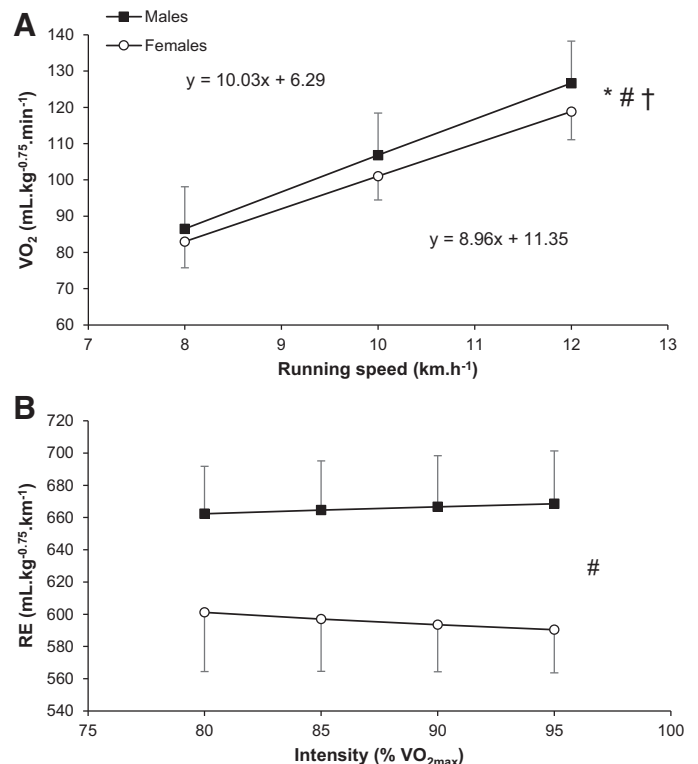 A
Males
Females
140
130
120
110
100
90
80
70
60
VO₂ (mL.kg⁻⁰·⁷⁵.min⁻¹)
y = 10.03x + 6.29
* # †
y = 8.96x + 11.35
7 8 9 10 11 12 13
Running speed (km.h⁻¹)
B
720
700
680
660
640
620
600
580
560
540
RE (mL.kg⁻⁰·⁷⁵.km⁻¹)
#
75 80 85 90 95 100
Intensity (% VO₂ₘₐₓ)